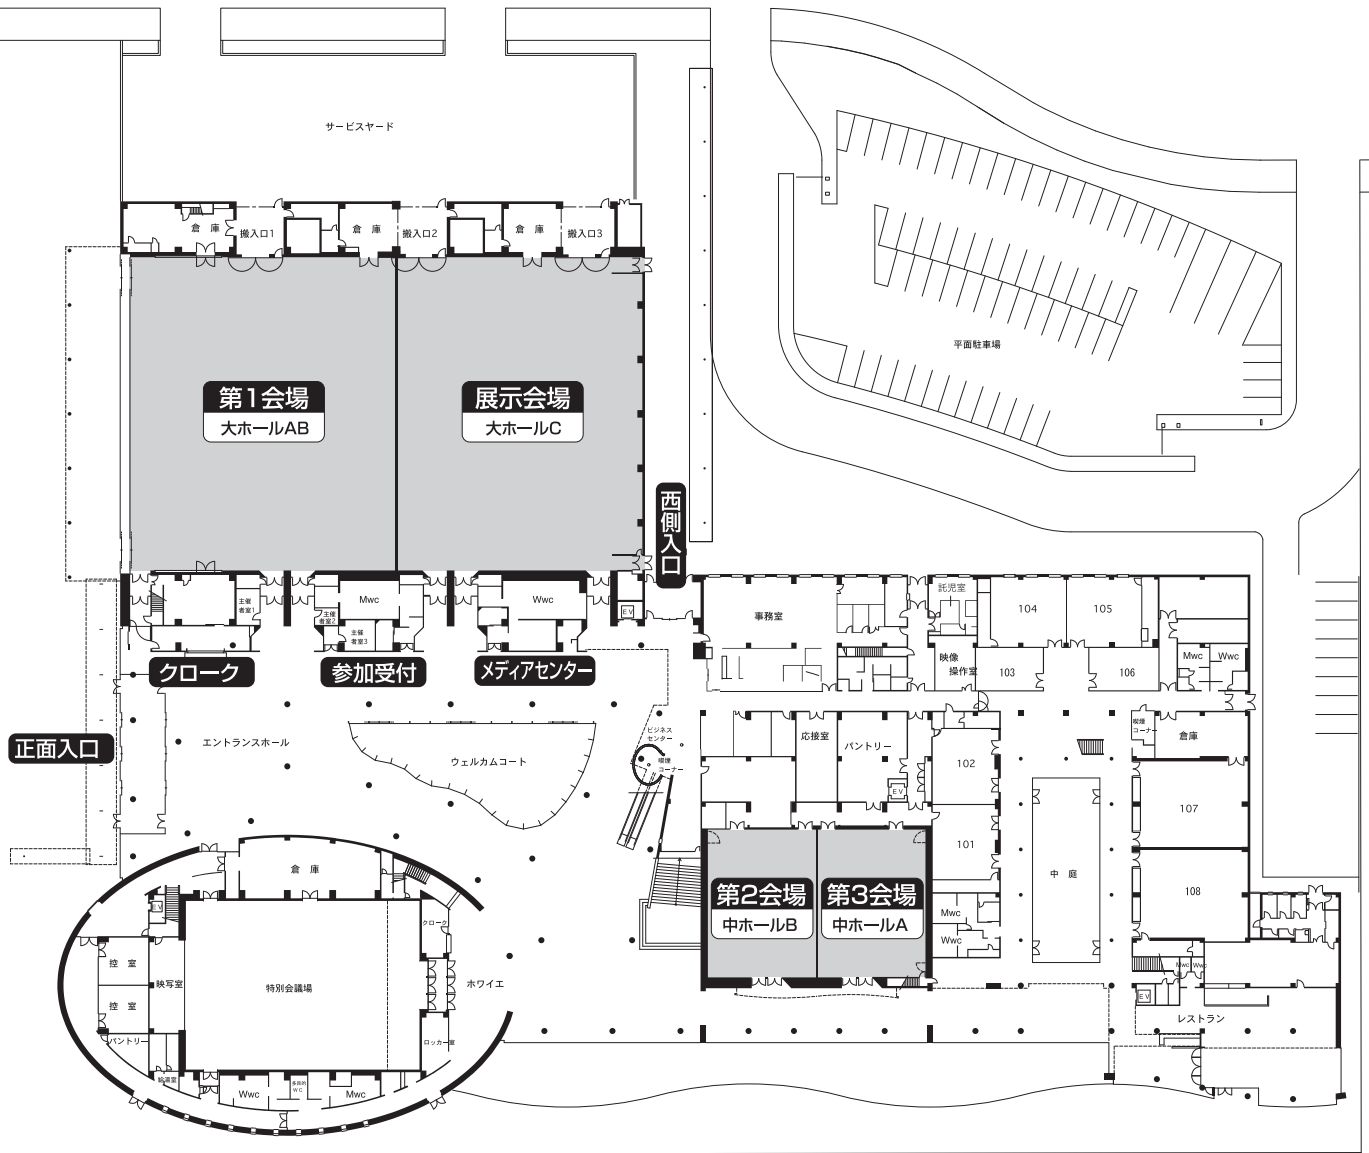 サービスヤード
倉庫
搬入口1
倉庫
搬入口2
倉庫
搬入口3
平面駐車場
第1会場
大ホールAB
展示会場
大ホールC
西側入口
主催
者室1
Mwc
主催
者室2
主催
者室3
Wwc
EV
クローク
参加受付
メディアセンター
事務室
託児室
104
105
映像
操作室
103
106
Mwc
Wwc
正面入口
エントランスホール
ウェルカムコート
ビジネス
センター
喫煙
コーナー
応接室
パントリー
EV
102
喫煙
コーナー
倉庫
107
101
中庭
108
第2会場
中ホールB
第3会場
中ホールA
Mwc
Wwc
倉庫
EV
クローク
控室
映写室
控室
特別会議場
ホワイエ
パントリー
ロッカー室
Wwc
多目的
WC
Mwc
Mwc
Wwc
EV
レストラン